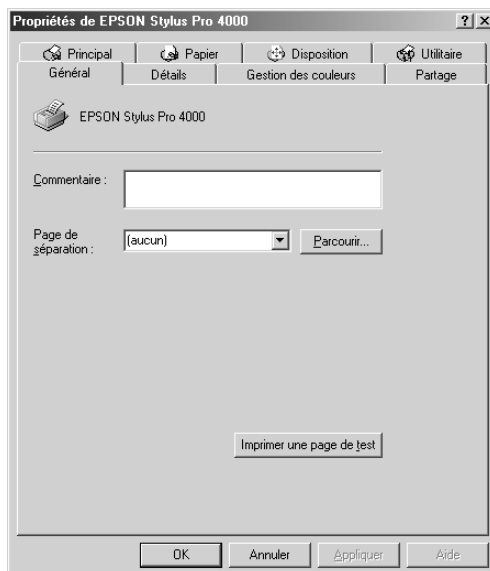 Propriétés de EPSON Stylus Pro 4000
Principal Papier Disposition Utilitaire
Général Détails Gestion des couleurs Partage
EPSON Stylus Pro 4000
Commentaire :
Page de
séparation :
(aucun) Parcourir...
Imprimer une page de test
OK Annuler Appliquer Aide